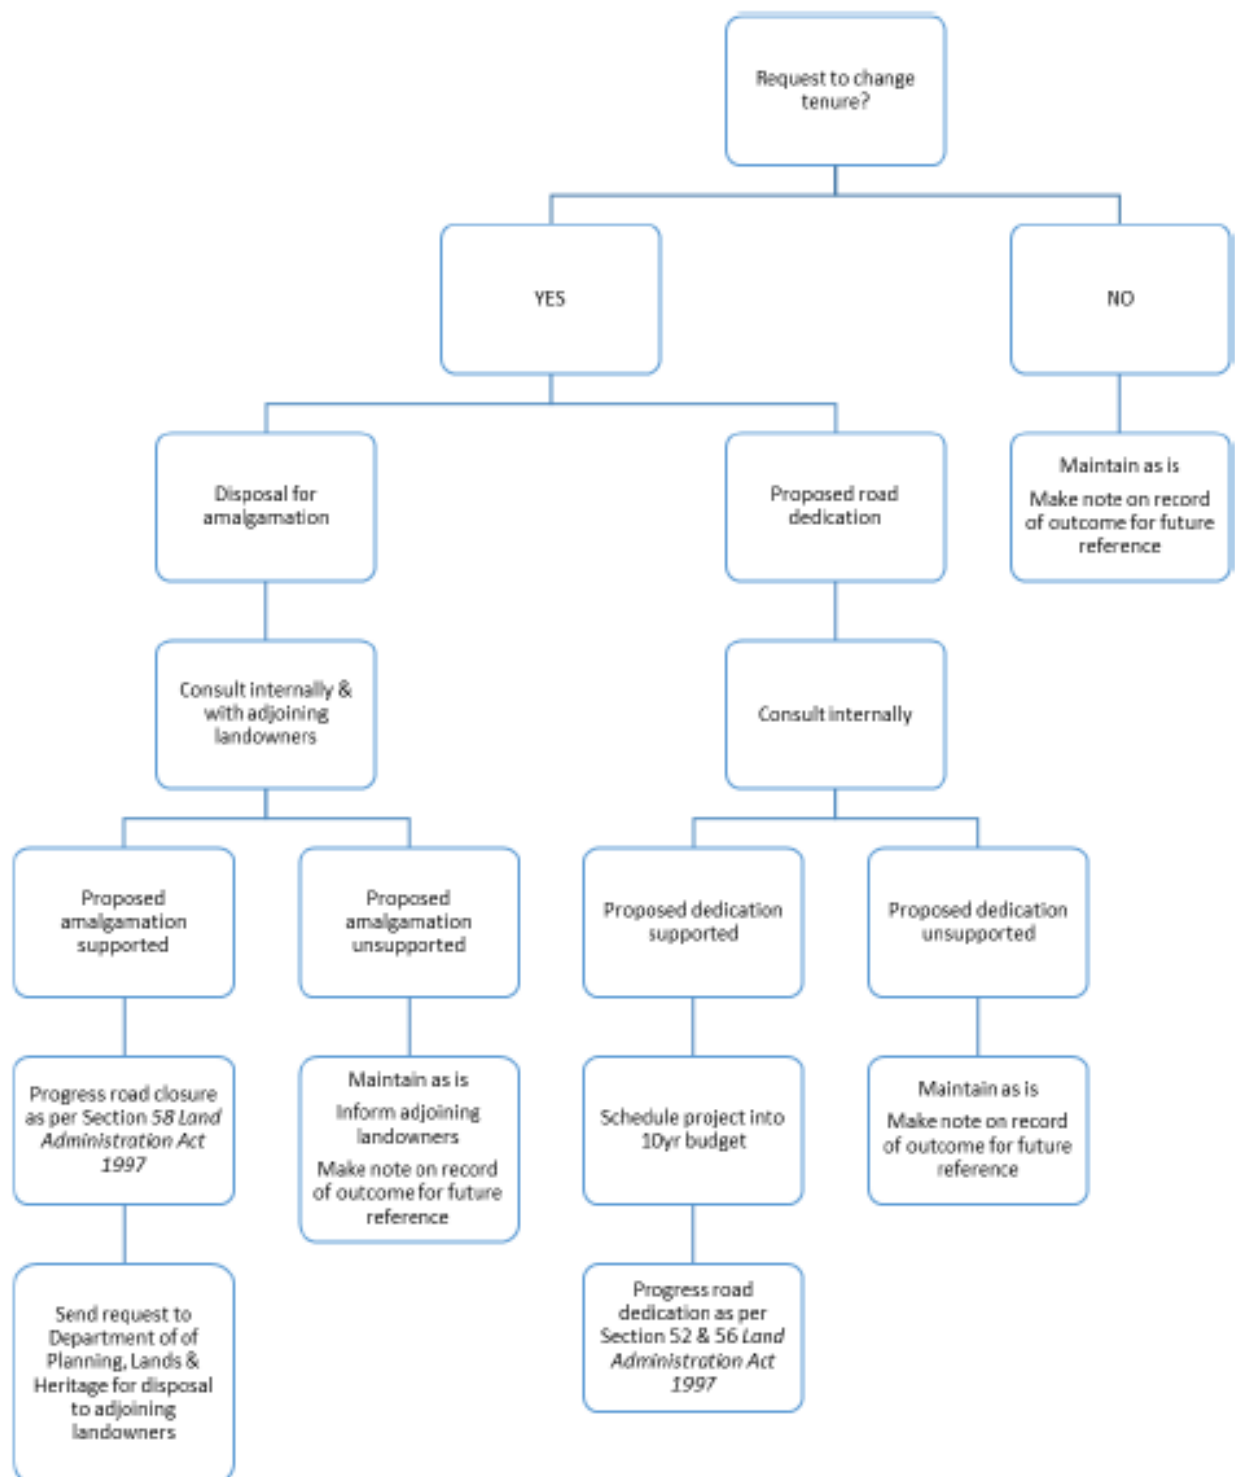 Request to change
tenure?
YES
NO
Disposal for
amalgamation
Proposed road
dedication
Maintain as is
Make note on record
of outcome for future
reference
Consult internally &
with adjoining
landowners
Consult internally
Proposed
amalgamation
supported
Proposed
amalgamation
unsupported
Proposed dedication
supported
Proposed dedication
unsupported
Progress road closure
as per Section 58 Land
Administration Act
1997
Maintain as is
Inform adjoining
landowners
Make note on record
of outcome for future
reference
Schedule project into
10yr budget
Maintain as is
Make note on record
of outcome for future
reference
Send request to
Department of of
Planning, Lands &
Heritage for disposal
to adjoining
landowners
Progress road
dedication as per
Section 52 & 56 Land
Administration Act
1997